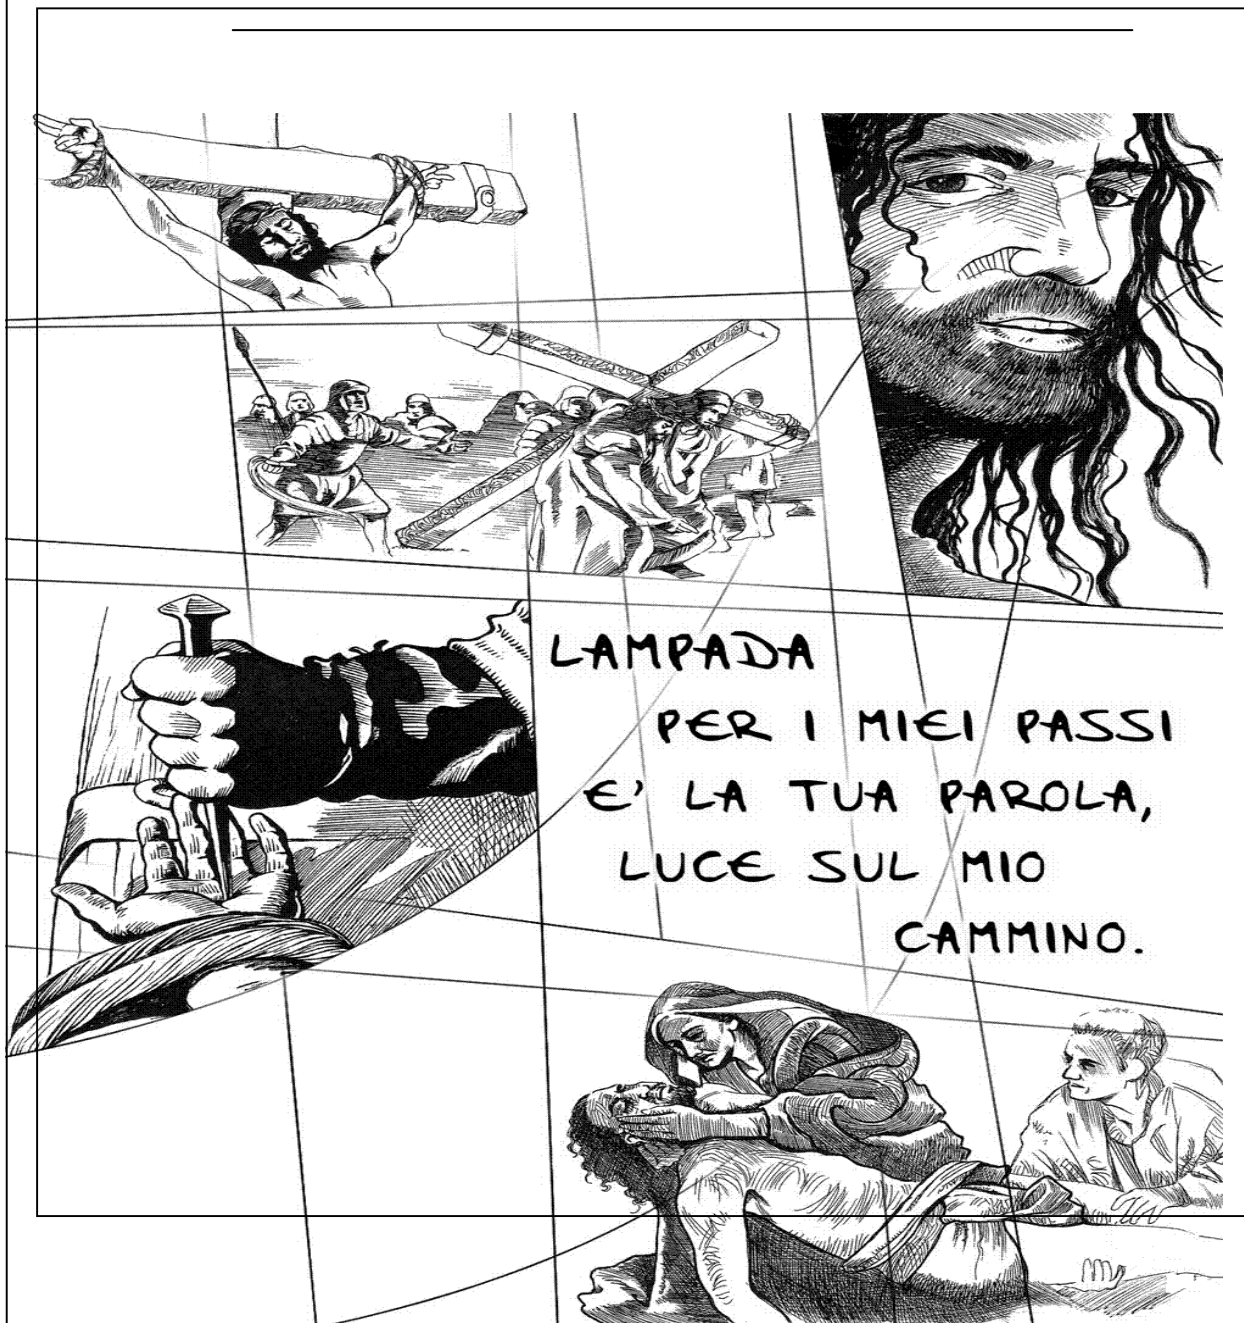 LAMPADA
PER I MIEI PASSI
E' LA TUA PAROLA,
LUCE SUL MIO
CAMMINO.